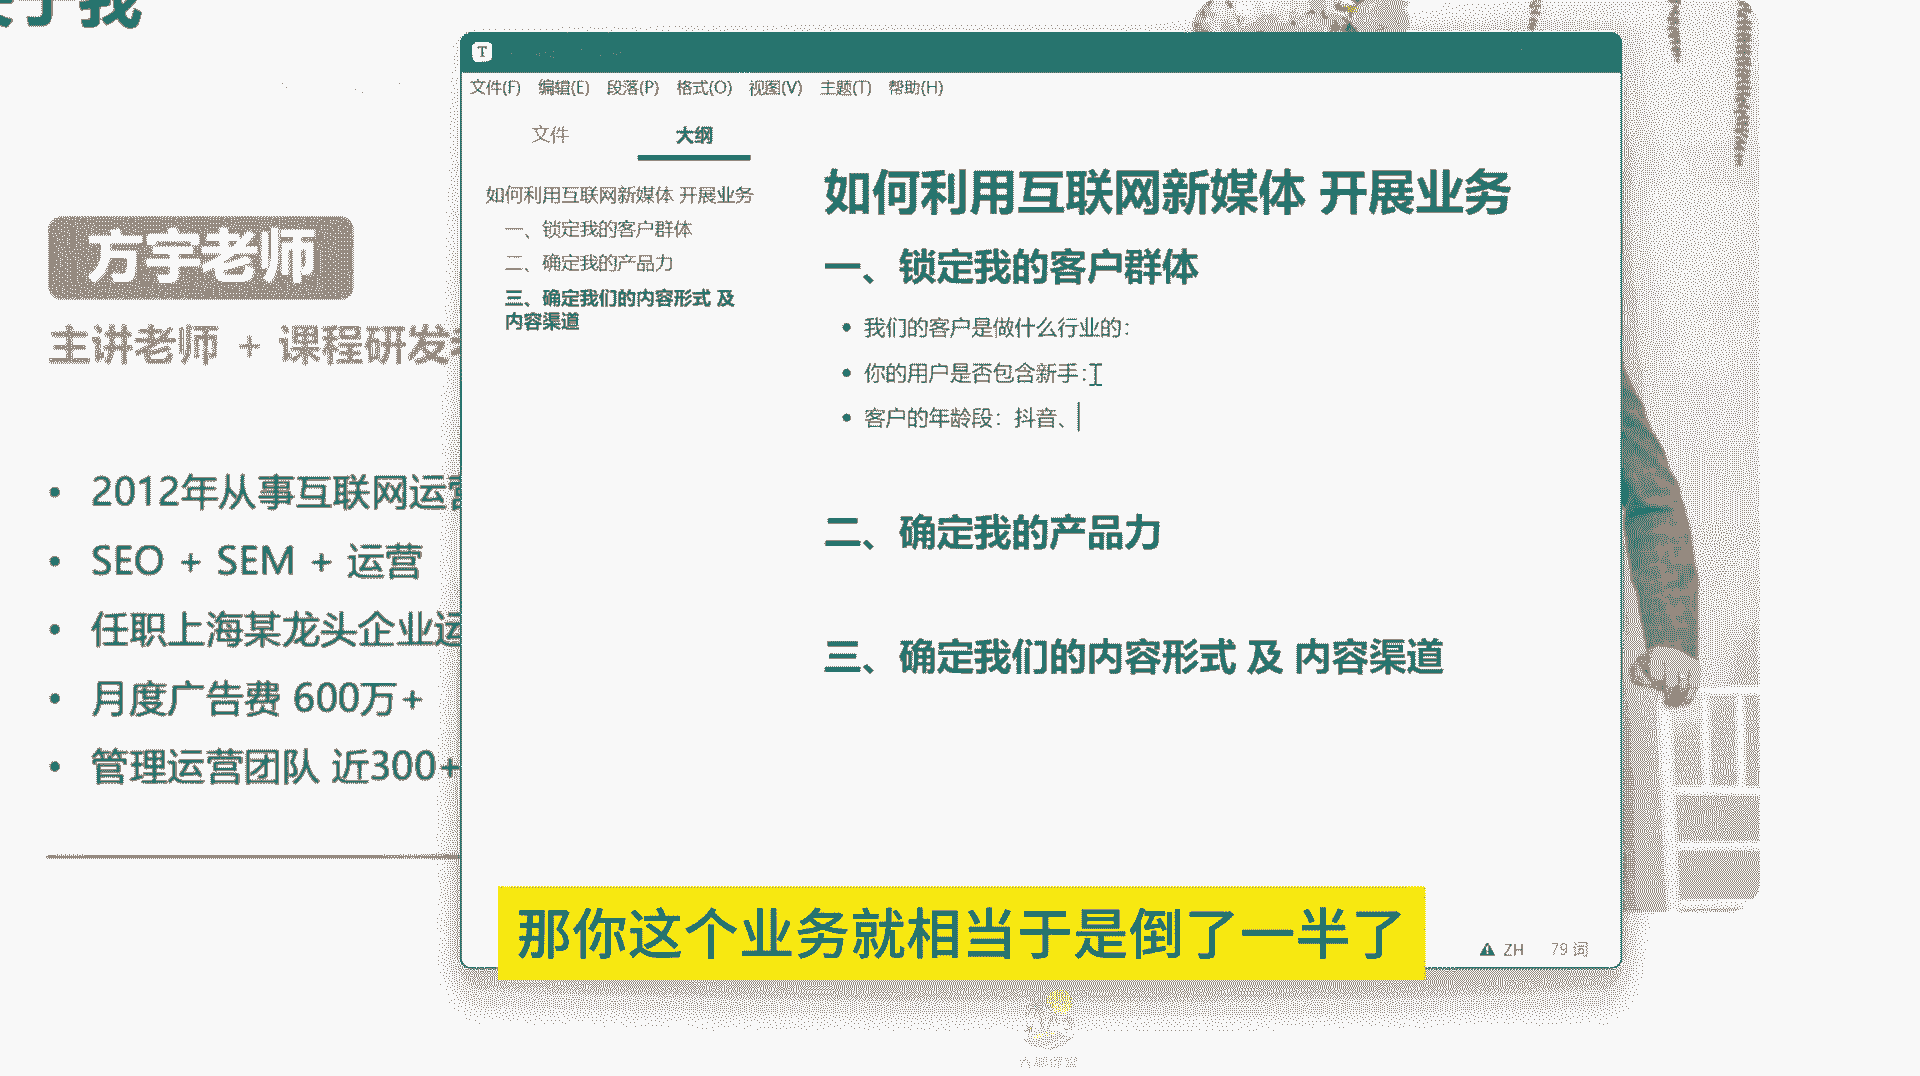 于我
方宇老师
主讲老师 + 课程研发
2012年从事互联网运营
SEO + SEM + 运营
任职上海某龙头企业运
月度广告费 600万+
管理运营团队 近300+
T
文件(F) 编辑(E) 段落(P) 格式(O) 视图(V) 主题(T) 帮助(H)
文件 大纲
如何利用互联网新媒体 开展业务
一、锁定我的客户群体
二、确定我的产品力
三、确定我们的内容形式 及
内容渠道
如何利用互联网新媒体 开展业务
一、锁定我的客户群体
我们的客户是做什么行业的：
你的用户是否包含新手：
客户的年龄段：抖音、
二、确定我的产品力
三、确定我们的内容形式 及 内容渠道
那你这个业务就相当于是倒了一半了
ZH 79 词